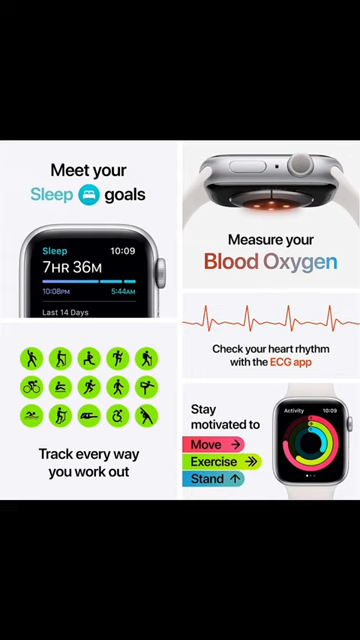 Meet your
Sleep goals
Sleep 10:09
7HR 36M
10:08PM 5:44AM
Last 14 Days
Track every way
you work out
Measure your
Blood Oxygen
Check your heart rhythm
with the ECG app
Stay
motivated to
Move
Exercise
Stand
Activity 10:09